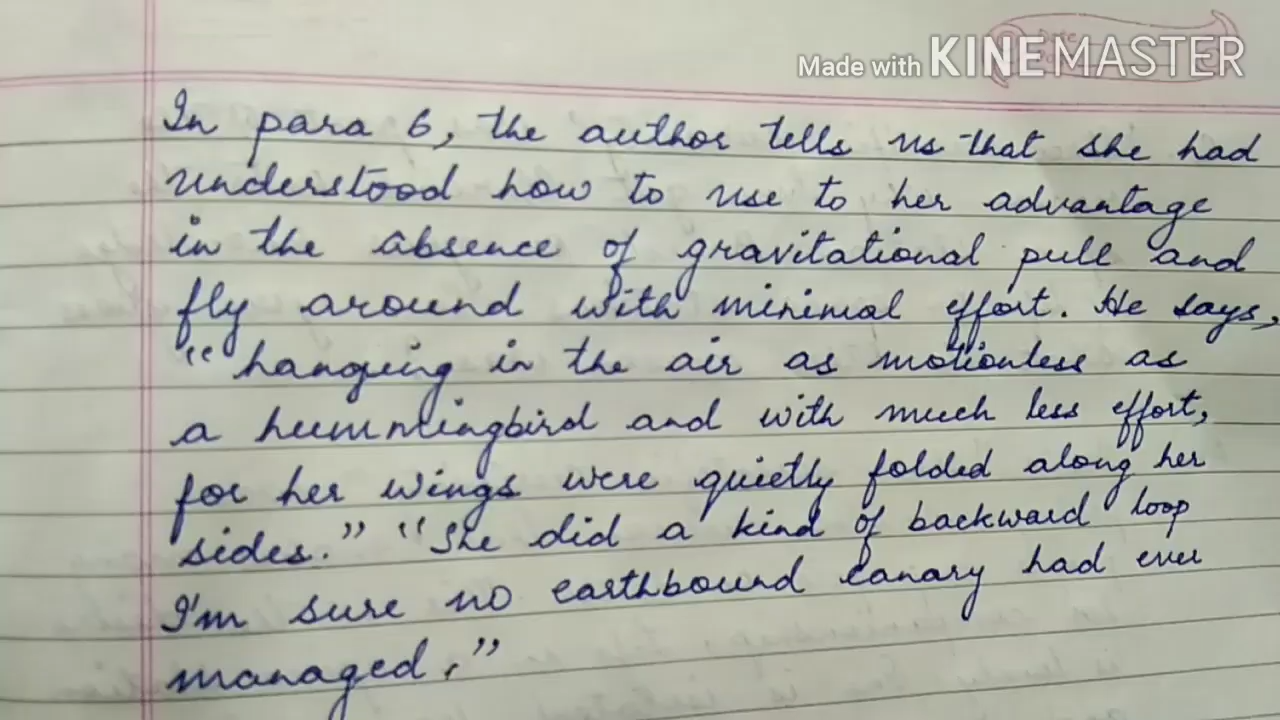 Made with KINEMASTER
In para 6, the author tells us that she had
understood how to use to her advantage
in the absence of gravitational pull and
fly around with minimal effort. He says,
"hanging in the air as motionless as
a hummingbird and with much less effort,
for her wings were quietly folded along her
sides." "She did a kind of backward loop
I'm sure no earthbound canary had ever
managed."